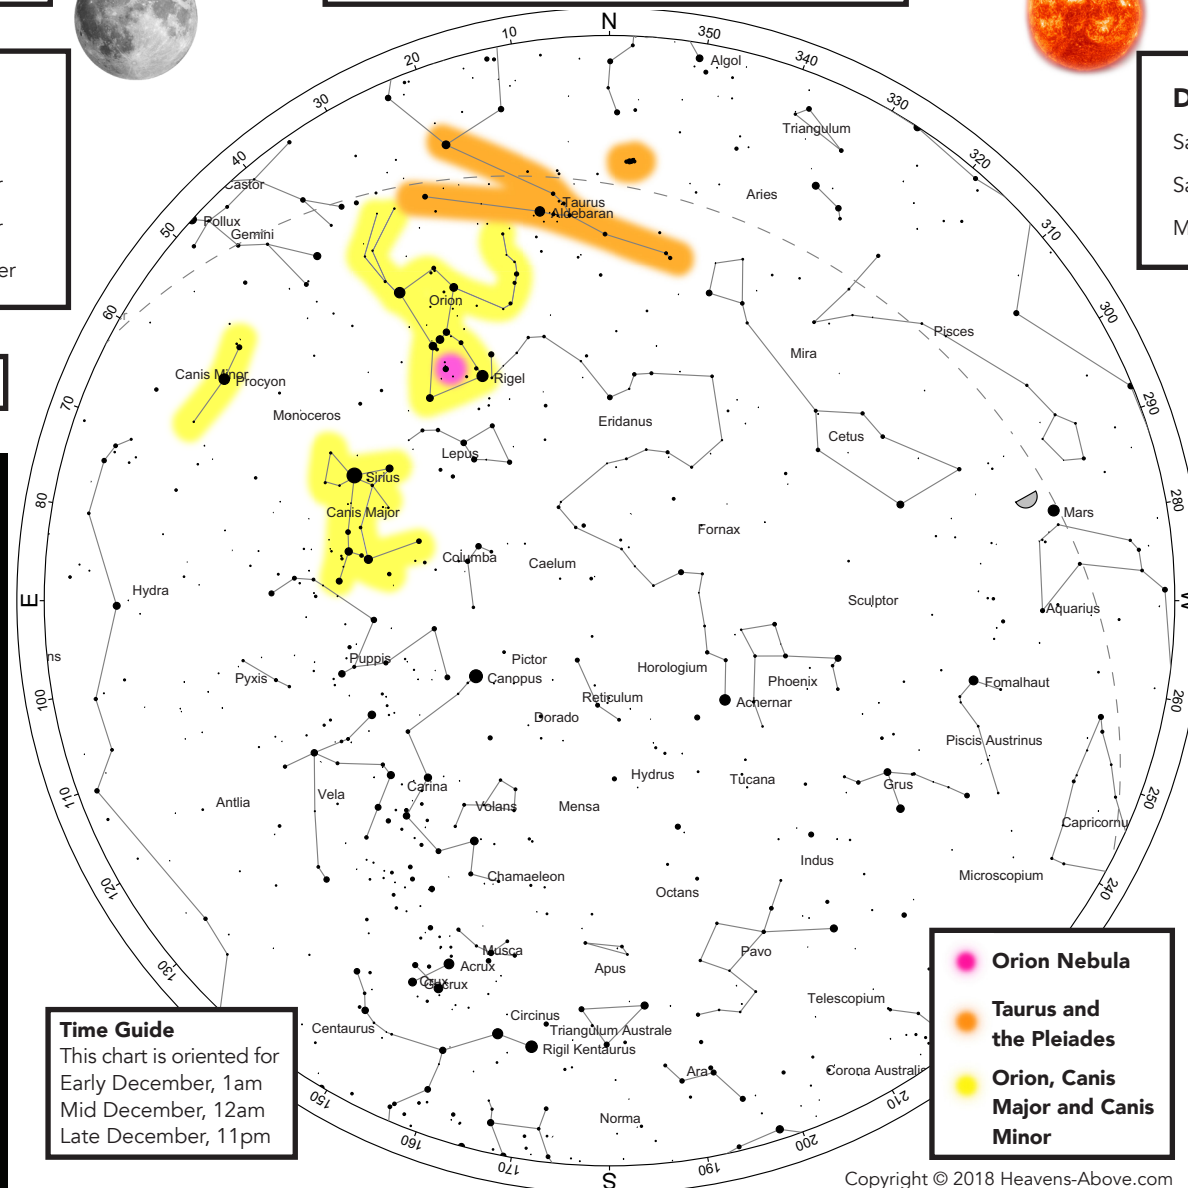 N
10
350
20
340
30
330
40
320
50
310
60
300
70
290
80
280
E
100
260
110
250
120
240
130
150
210
160
200
170
190
S
Algol
Triangulum
Castor
Aries
Taurus
Aldebaran
Pollux
Gemini
Orion
Pisces
Mira
Canis Minor
Procyon
Rigel
Monoceros
Eridanus
Cetus
Lepus
Sirius
Canis Major
Mars
Fornax
Columba
Caelum
Hydra
Sculptor
Aquarius
ns
Puppis
Pictor
Horologium
Pyxis
Canopus
Phoenix
Fomalhaut
Reticulum
Achernar
Dorado
Piscis Austrinus
Hydrus
Tucana
Carina
Grus
Vela
Antlia
Volans
Mensa
Capricornu
Indus
Chamaeleon
Microscopium
Octans
Musca
Pavo
Acrux
Apus
Crux
Gacrux
Telescopium
Circinus
Centaurus
Triangulum Australe
Rigil Kentaurus
Ara
Corona Australis
Norma
D
Sa
Sa
M
r
r
er
Orion Nebula
Taurus and
the Pleiades
Orion, Canis
Major and Canis
Minor
Time Guide
This chart is oriented for
Early December, 1am
Mid December, 12am
Late December, 11pm
Copyright © 2018 Heavens-Above.com